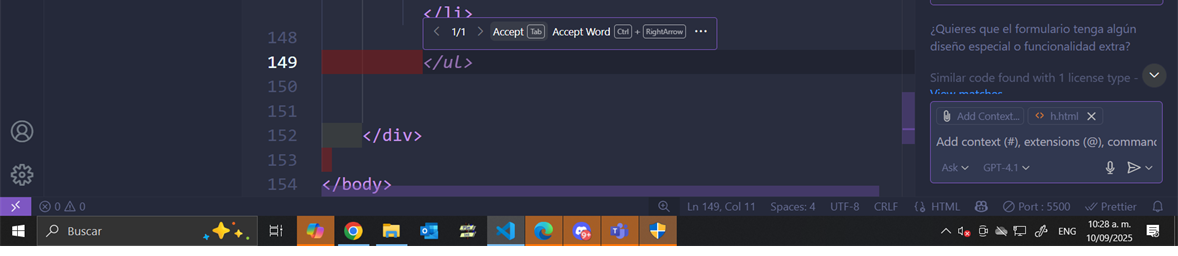 </li>
1/1 Accept Tab Accept Word Ctrl + RightArrow ...
148
149 </ul>
150
151
152 </div>
153
154 </body>
¿Quieres que el formulario tenga algún
diseño especial o funcionalidad extra?
Similar code found with 1 license type -
View matches
Add Context... <> h.html
Add context (#), extensions (@), command
Ask GPT-4.1
0 0 Ln 149, Col 11 Spaces: 4 UTF-8 CRLF HTML Port : 5500 Prettier
Buscar 9+ ENG 10:28 a. m.
10/09/2025